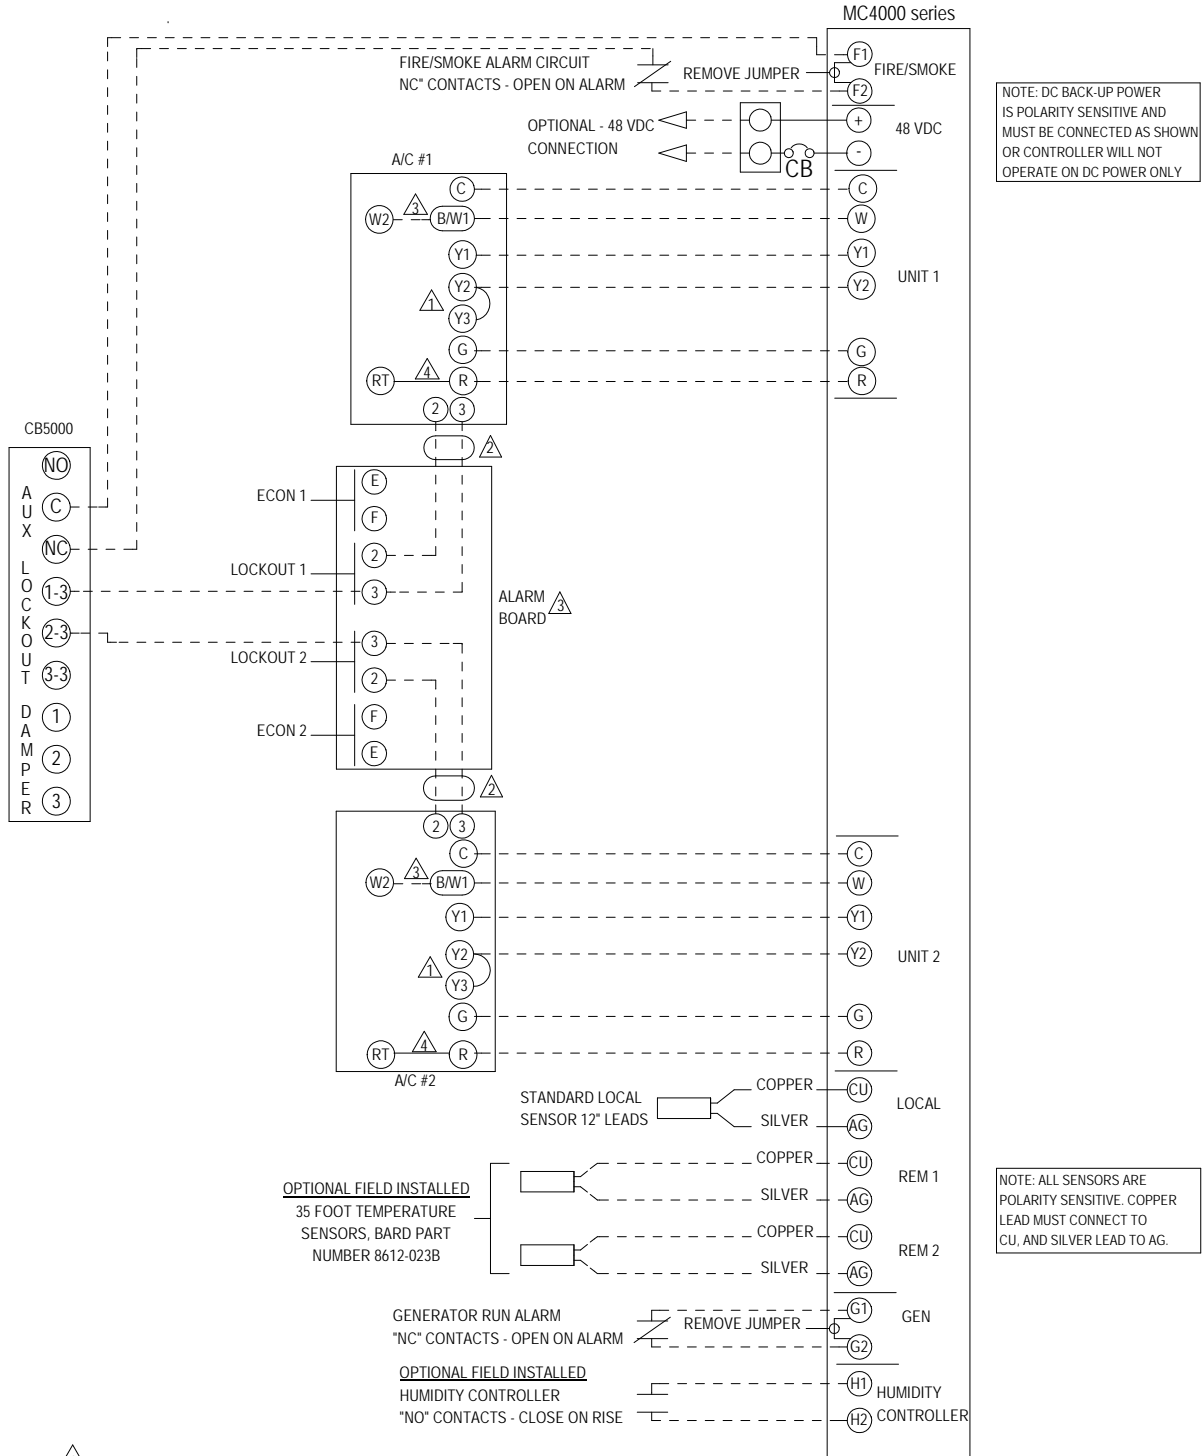 MC4000 series
F1
FIRE/SMOKE ALARM CIRCUIT
NC" CONTACTS - OPEN ON ALARM
REMOVE JUMPER
FIRE/SMOKE
F2
NOTE: DC BACK-UP POWER
IS POLARITY SENSITIVE AND
MUST BE CONNECTED AS SHOWN
OR CONTROLLER WILL NOT
OPERATE ON DC POWER ONLY
OPTIONAL - 48 VDC
CONNECTION
+
48 VDC
-
CB
A/C #1
C
W2
3
B/W1
Y1
Y2
1
Y3
G
RT
4
R
2
3
2
C
W
Y1
Y2
UNIT 1
G
R
CB5000
AUX
LOCKOUT
DAMPER
NO
C
NC
1-3
2-3
3-3
1
2
3
ECON 1
E
F
LOCKOUT 1
2
3
ALARM
BOARD
3
LOCKOUT 2
3
2
ECON 2
F
E
2
2
3
C
W2
3
B/W1
Y1
Y2
1
Y3
G
RT
4
R
A/C #2
C
W
Y1
Y2
UNIT 2
G
R
STANDARD LOCAL
SENSOR 12" LEADS
COPPER
CU
LOCAL
SILVER
AG
OPTIONAL FIELD INSTALLED
35 FOOT TEMPERATURE
SENSORS, BARD PART
NUMBER 8612-023B
COPPER
CU
REM 1
SILVER
AG
COPPER
CU
REM 2
SILVER
AG
NOTE: ALL SENSORS ARE
POLARITY SENSITIVE. COPPER
LEAD MUST CONNECT TO
CU, AND SILVER LEAD TO AG.
GENERATOR RUN ALARM
"NC" CONTACTS - OPEN ON ALARM
REMOVE JUMPER
G1
GEN
G2
OPTIONAL FIELD INSTALLED
HUMIDITY CONTROLLER
"NO" CONTACTS - CLOSE ON RISE
H1
HUMIDITY
CONTROLLER
H2